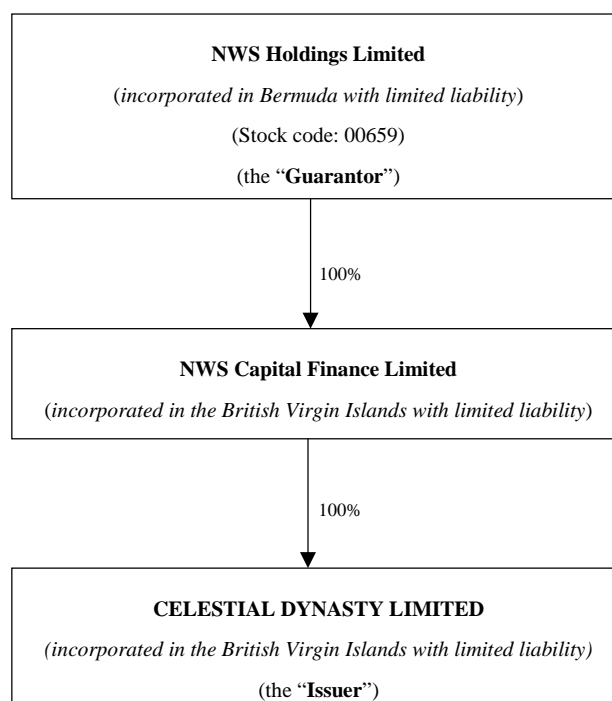 NWS Holdings Limited
(incorporated in Bermuda with limited liability)
(Stock code: 00659)
(the “Guarantor”)
100%
NWS Capital Finance Limited
(incorporated in the British Virgin Islands with limited liability)
100%
CELESTIAL DYNASTY LIMITED
(incorporated in the British Virgin Islands with limited liability)
(the “Issuer”)